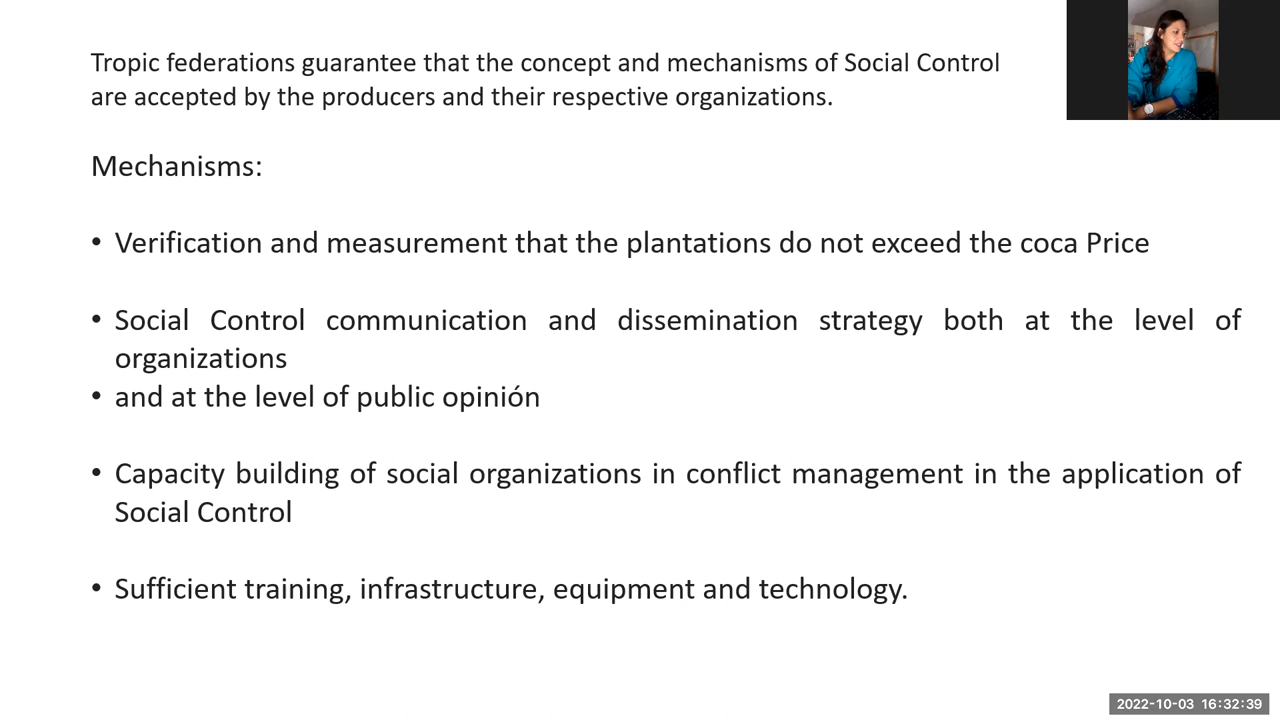 Tropic federations guarantee that the concept and mechanisms of Social Control
are accepted by the producers and their respective organizations.
Mechanisms:
• Verification and measurement that the plantations do not exceed the coca Price
• Social Control communication and dissemination strategy both at the level of
organizations
• and at the level of public opinión
• Capacity building of social organizations in conflict management in the application of
Social Control
• Sufficient training, infrastructure, equipment and technology.
2022-10-03 16:32:39